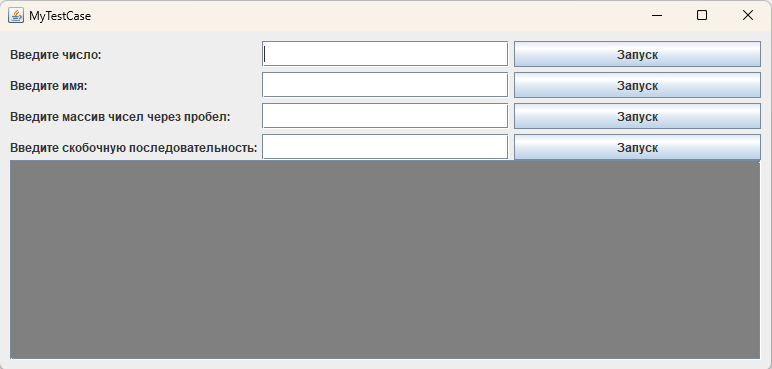 MyTestCase
Введите число: Запуск
Введите имя: Запуск
Введите массив чисел через пробел: Запуск
Введите скобочную последовательность: Запуск